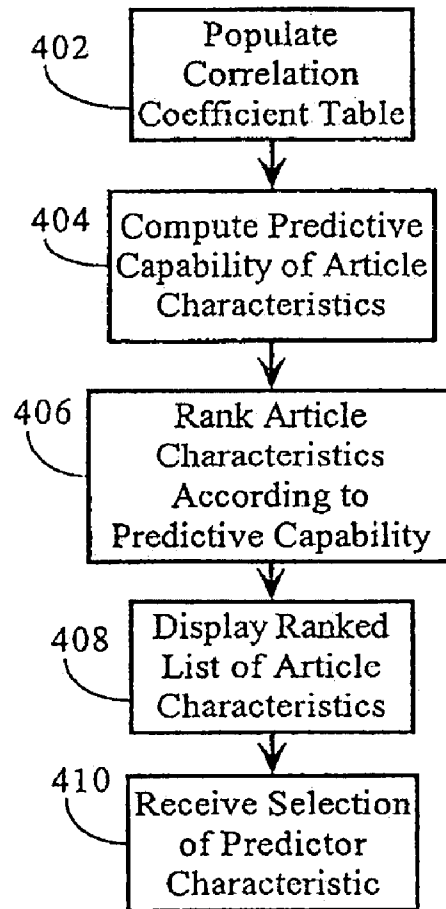 402
Populate
Correlation
Coefficient Table
404
Compute Predictive
Capability of Article
Characteristics
406
Rank Article
Characteristics
According to
Predictive Capability
408
Display Ranked
List of Article
Characteristics
410
Receive Selection
of Predictor
Characteristic